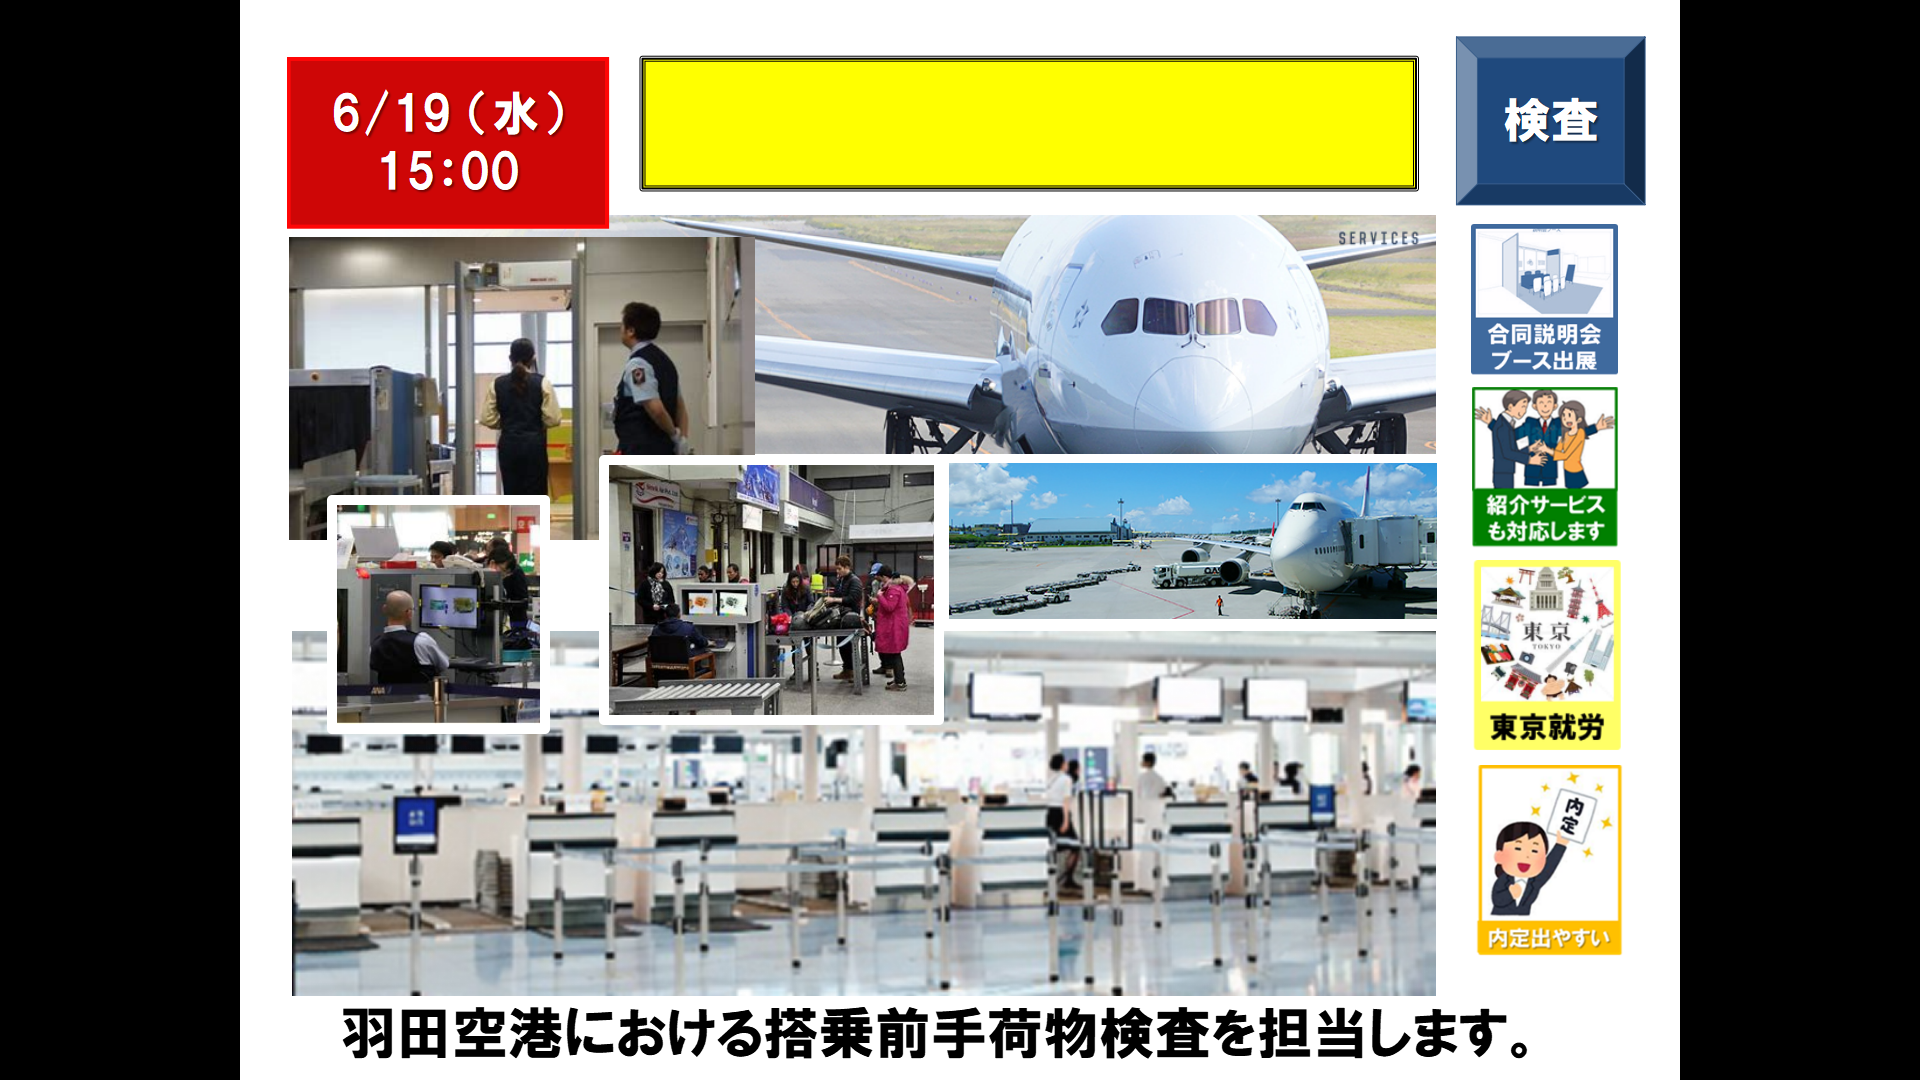 6/19（水）
15：00
検査
SERVICES
合同説明会
ブース出展
紹介サービス
も対応します
東京
TOKYO
東京就労
内定
内定出やすい
ANA
羽田空港における搭乗前手荷物検査を担当します。